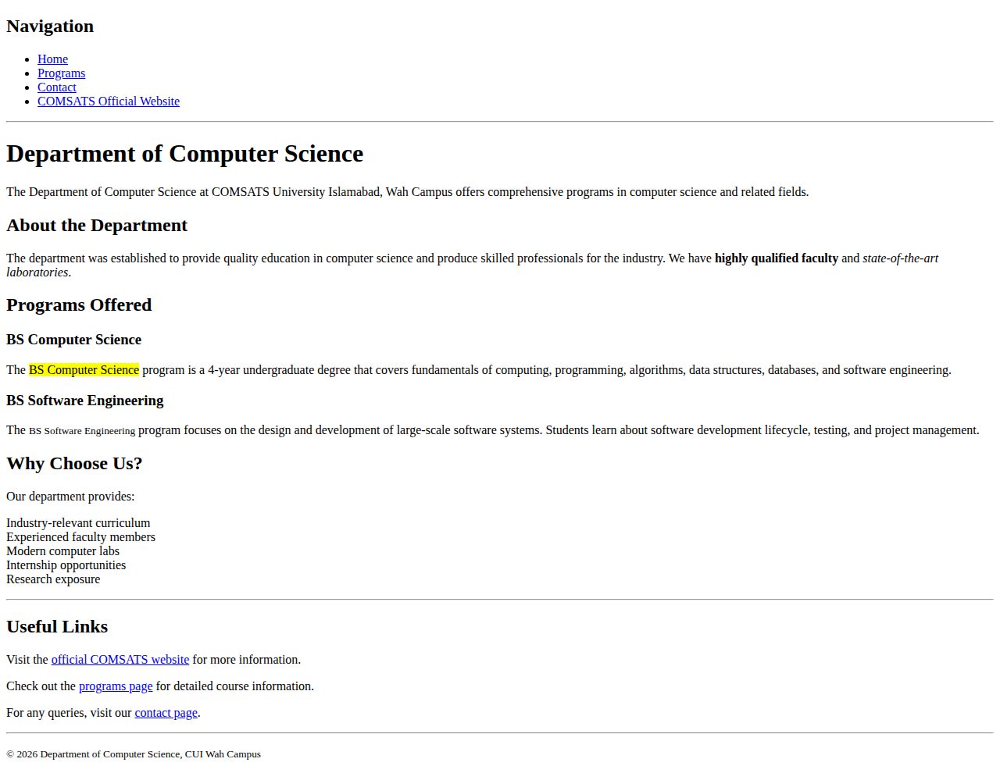 Navigation
Home
Programs
Contact
COMSATS Official Website
Department of Computer Science
The Department of Computer Science at COMSATS University Islamabad, Wah Campus offers comprehensive programs in computer science and related fields.
About the Department
The department was established to provide quality education in computer science and produce skilled professionals for the industry. We have highly qualified faculty and state-of-the-art
laboratories.
Programs Offered
BS Computer Science
The BS Computer Science program is a 4-year undergraduate degree that covers fundamentals of computing, programming, algorithms, data structures, databases, and software engineering.
BS Software Engineering
The BS Software Engineering program focuses on the design and development of large-scale software systems. Students learn about software development lifecycle, testing, and project management.
Why Choose Us?
Our department provides:
Industry-relevant curriculum
Experienced faculty members
Modern computer labs
Internship opportunities
Research exposure
Useful Links
Visit the official COMSATS website for more information.
Check out the programs page for detailed course information.
For any queries, visit our contact page.
© 2026 Department of Computer Science, CUI Wah Campus